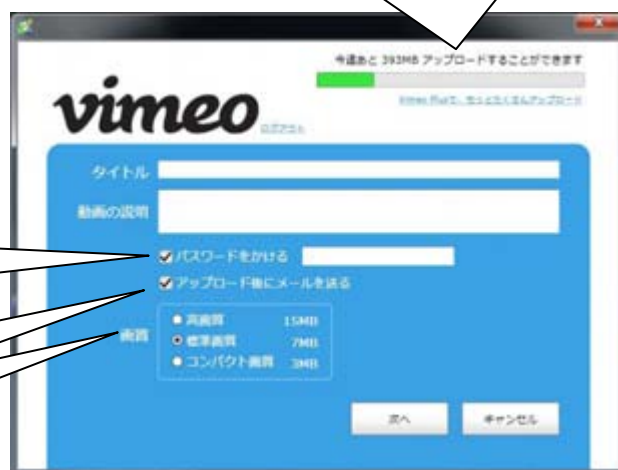 今週あと 393MB アップロードすることができます
vimeo
ログアウト
Vimeo Plusで、もっとたくさんアップロード
タイトル
動画の説明
パスワードをかける
アップロード後にメールを送る
画質
高画質 15MB
標準画質 7MB
コンパクト画質 3MB
次へ
キャンセル